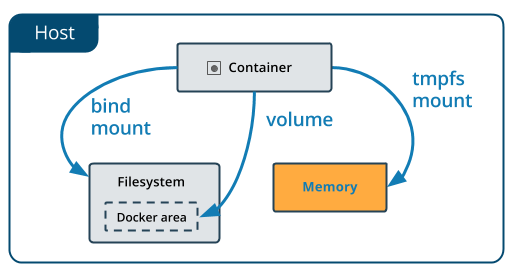 Host
Container
tmpfs
mount
bind
mount
volume
Filesystem
Memory
Docker area